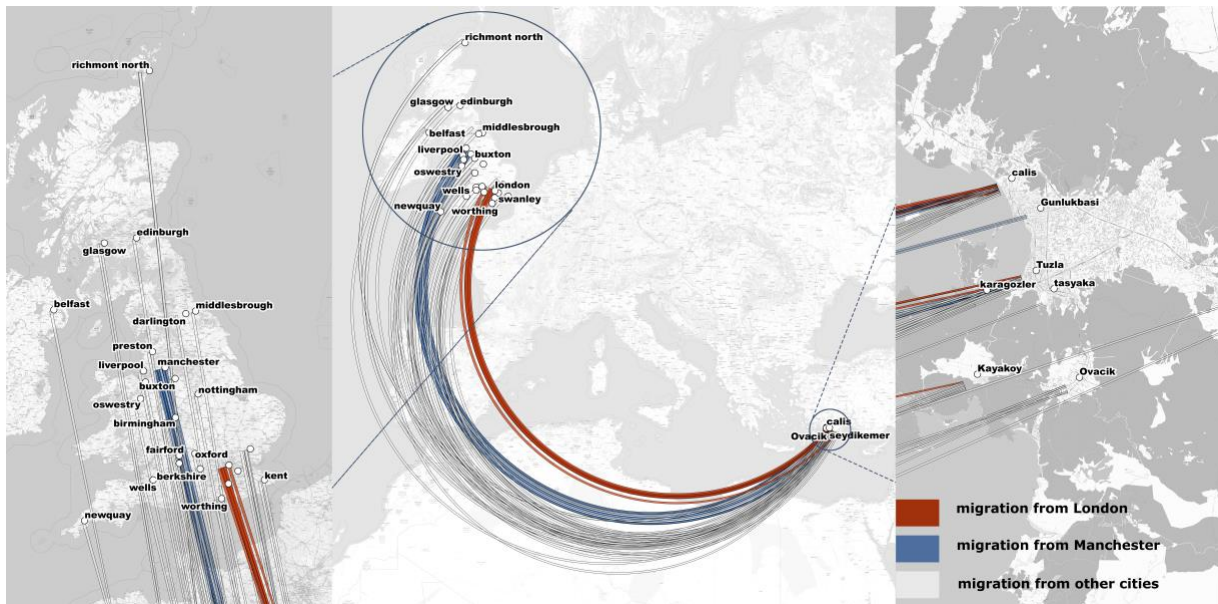 richmont north
edinburgh
glasgow
belfast
middlesbrough
darlington
preston
liverpool
manchester
buxton
nottingham
oswestry
birmingham
fairford
oxford
berkshire
kent
wells
worthing
newquay
richmont north
glasgow
edinburgh
belfast
middlesbrough
liverpool
buxton
oswestry
london
wells
swanley
newquay
worthing
calis
Ovacik
seydikemer
calis
Gunlukbasi
Tuzla
karagozler
tasyaka
Kayakoy
Ovacik
migration from London
migration from Manchester
migration from other cities